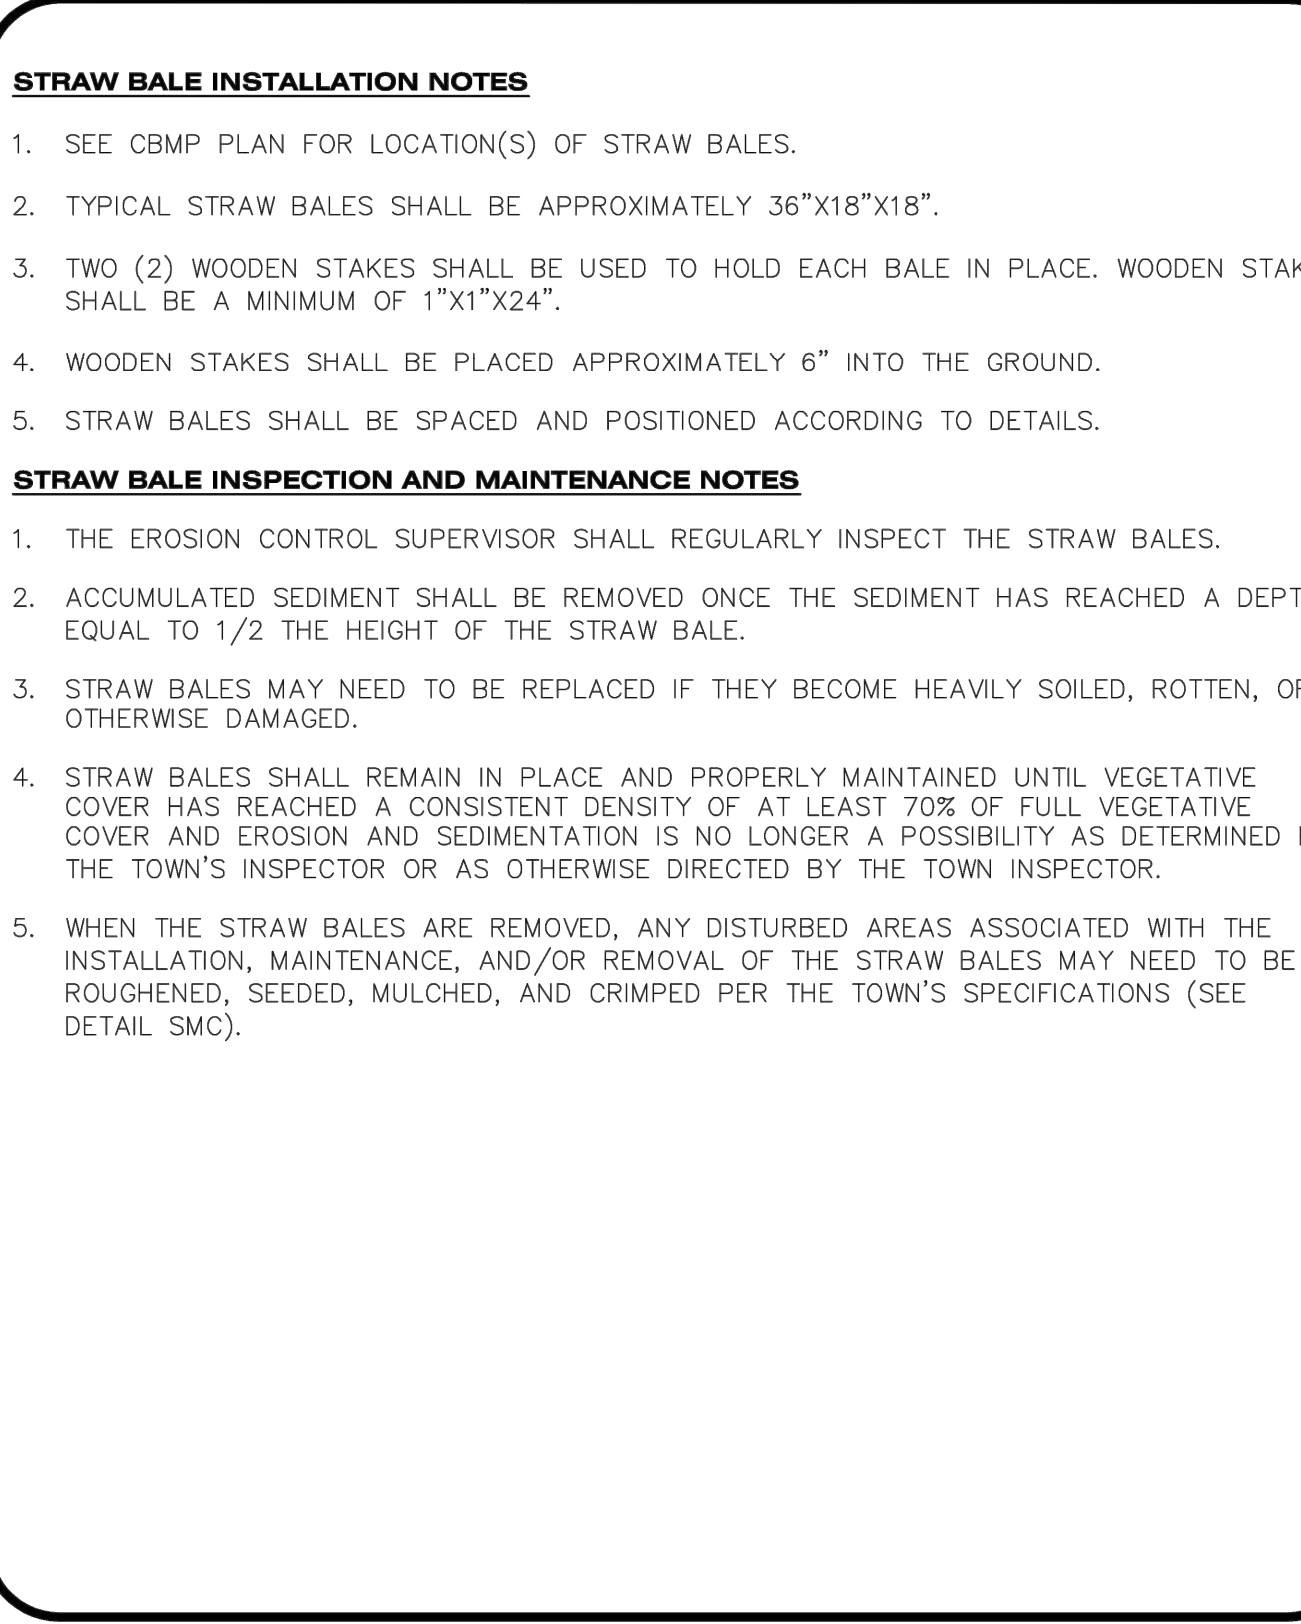 STRAW BALE INSTALLATION NOTES
1. SEE CBMP PLAN FOR LOCATION(S) OF STRAW BALES.
2. TYPICAL STRAW BALES SHALL BE APPROXIMATELY 36”X18”X18”.
3. TWO (2) WOODEN STAKES SHALL BE USED TO HOLD EACH BALE IN PLACE. WOODEN
SHALL BE A MINIMUM OF 1”X1”X24”.
4. WOODEN STAKES SHALL BE PLACED APPROXIMATELY 6” INTO THE GROUND.
5. STRAW BALES SHALL BE SPACED AND POSITIONED ACCORDING TO DETAILS.
STRAW BALE INSPECTION AND MAINTENANCE NOTES
1. THE EROSION CONTROL SUPERVISOR SHALL REGULARLY INSPECT THE STRAW BALES.
2. ACCUMULATED SEDIMENT SHALL BE REMOVED ONCE THE SEDIMENT HAS REACHED A DEPT
EQUAL TO 1/2 THE HEIGHT OF THE STRAW BALE.
3. STRAW BALES MAY NEED TO BE REPLACED IF THEY BECOME HEAVILY SOILED, ROTTEN,
OTHERWISE DAMAGED.
4. STRAW BALES SHALL REMAIN IN PLACE AND PROPERLY MAINTAINED UNTIL VEGETATIVE
COVER HAS REACHED A CONSISTENT DENSITY OF AT LEAST 70% OF FULL VEGETATIVE
COVER AND EROSION AND SEDIMENTATION IS NO LONGER A POSSIBILITY AS DETERMINED
THE TOWN’S INSPECTOR OR AS OTHERWISE DIRECTED BY THE TOWN INSPECTOR.
5. WHEN THE STRAW BALES ARE REMOVED, ANY DISTURBED AREAS ASSOCIATED WITH THE
INSTALLATION, MAINTENANCE, AND/OR REMOVAL OF THE STRAW BALES MAY NEED TO BE
ROUGHENED, SEEDED, MULCHED, AND CRIMPED PER THE TOWN’S SPECIFICATIONS (SEE
DETAIL SMC).